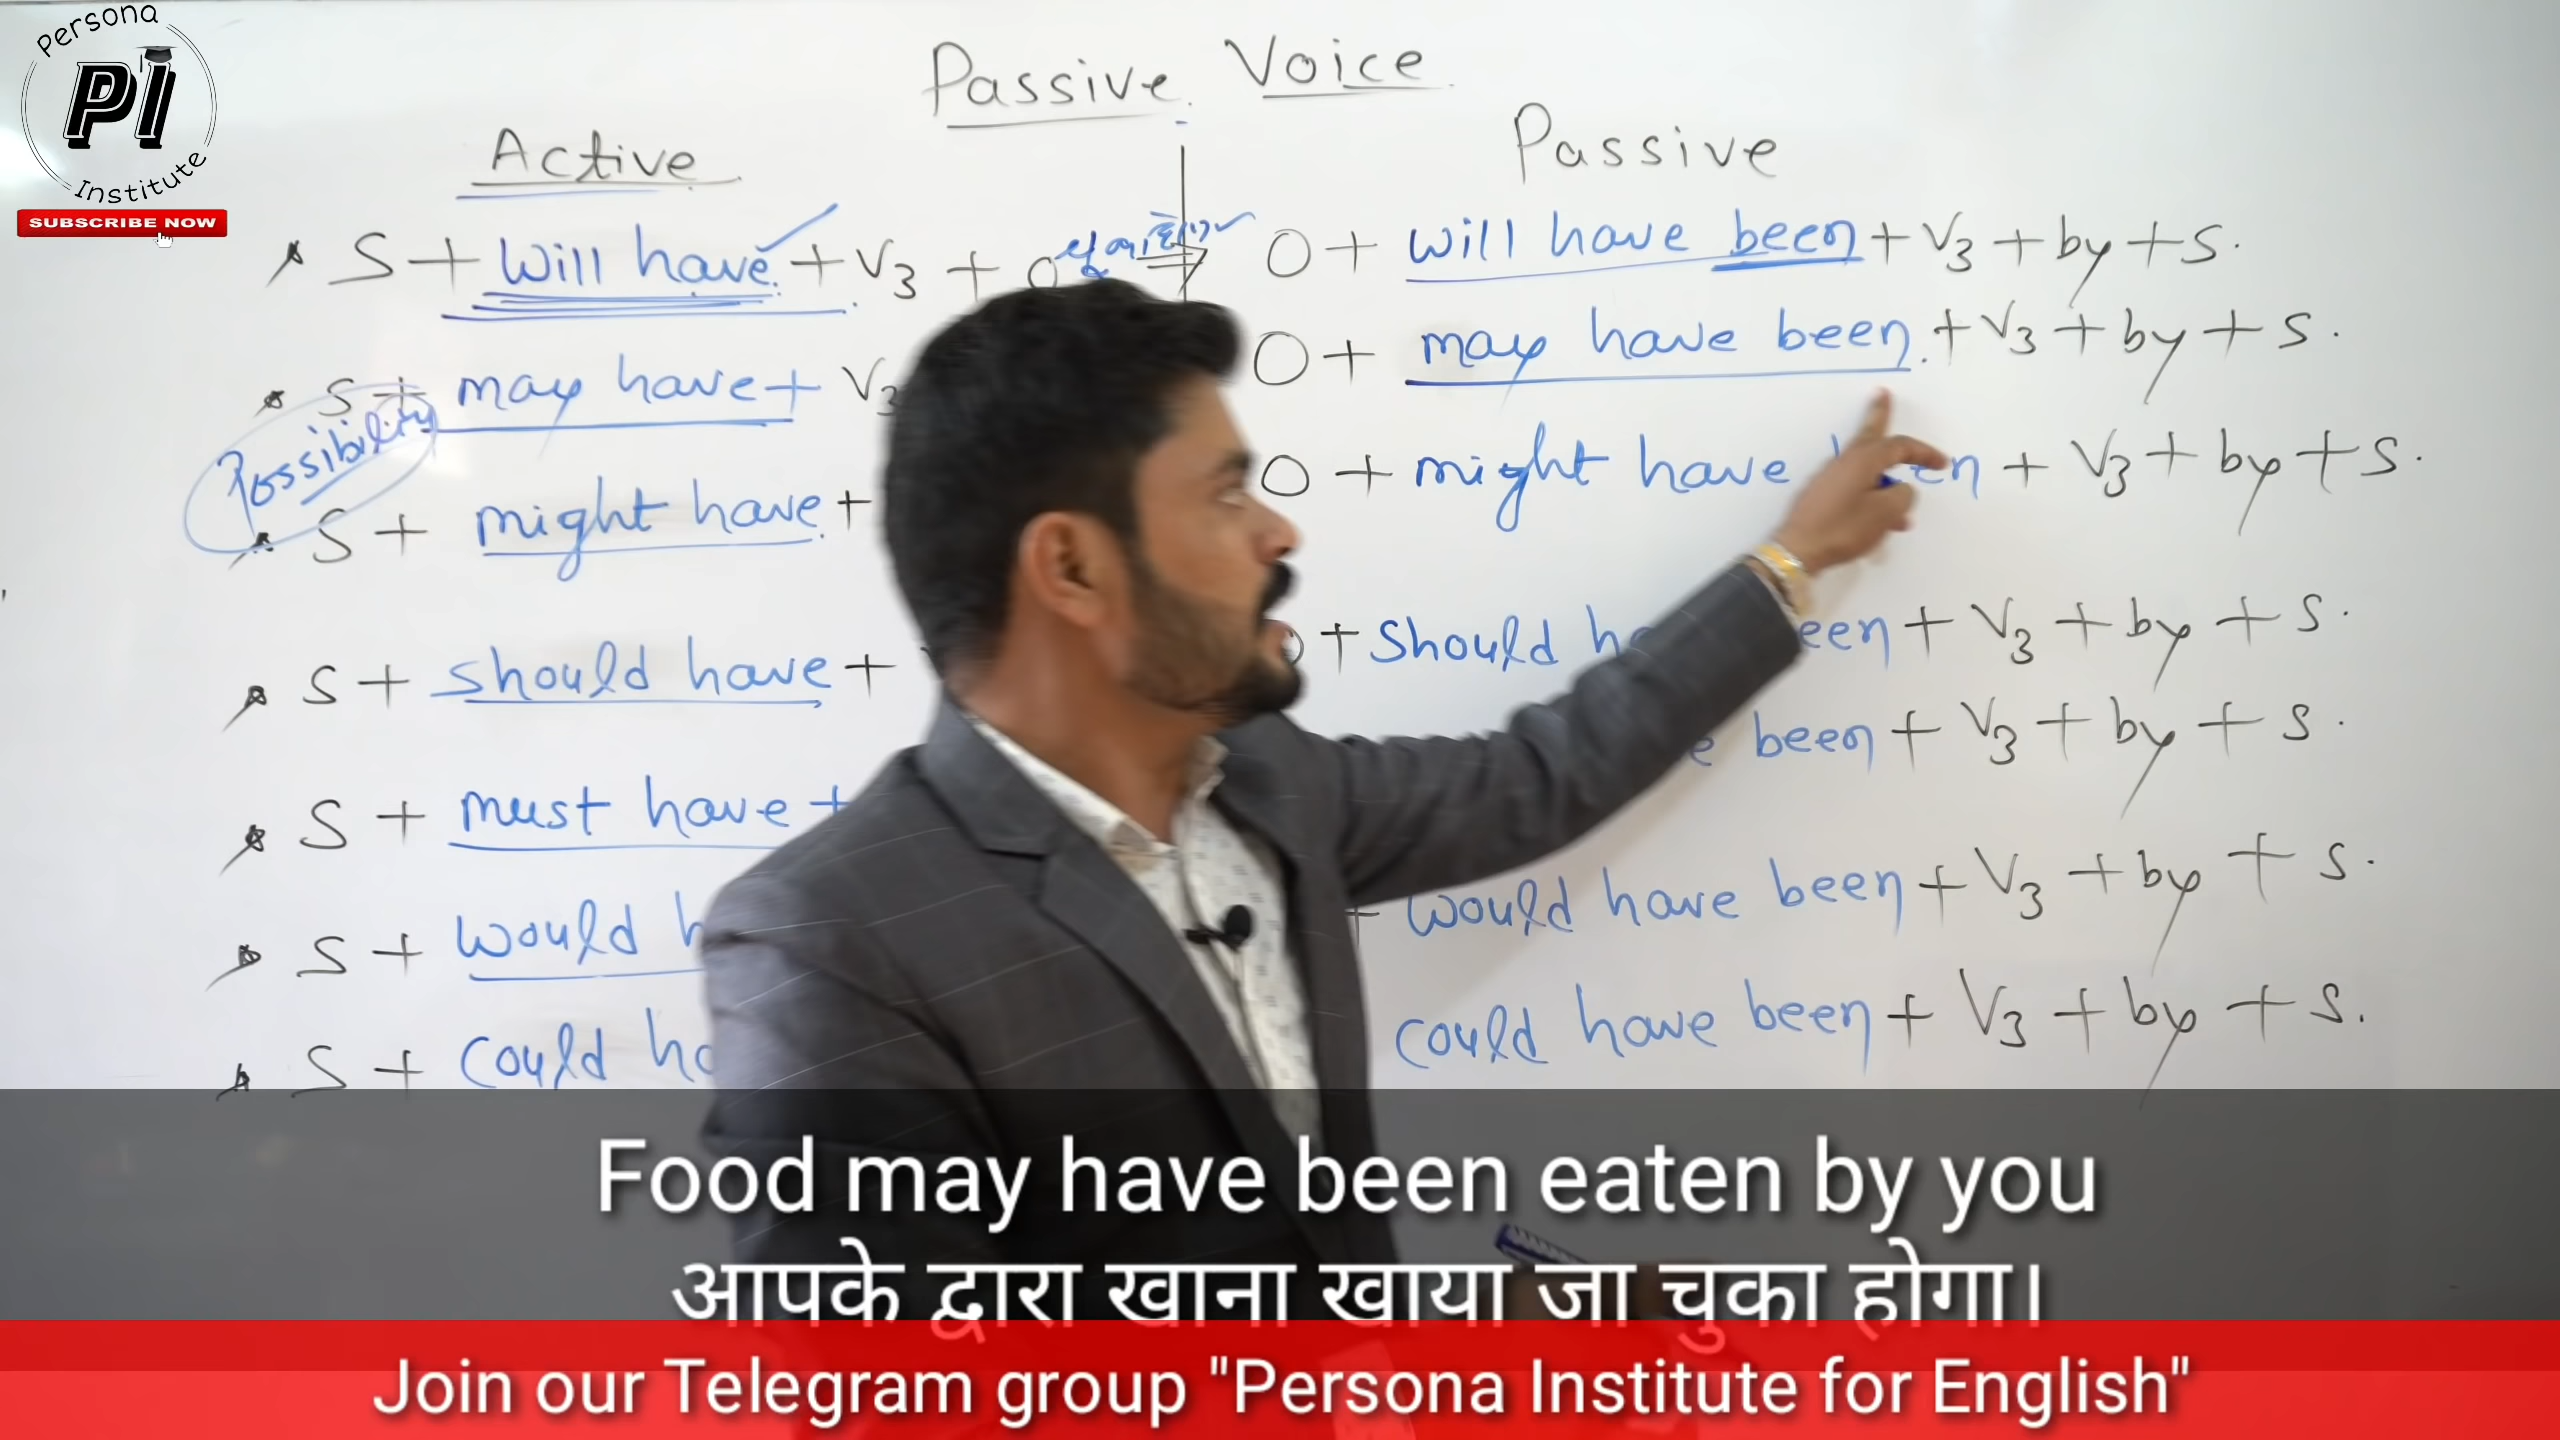 Persona
PI
Institute
SUBSCRIBE NOW
Passive Voice
Active
Passive
S + will have + V3 + O
O + will have been + V3 + by + S.
S + may have + V3
O + may have been + V3 + by + S.
Possibility
S + might have +
O + might have been + V3 + by + S.
S + should have +
O + should been + V3 + by + S.
S + must have +
been + V3 + by + S.
S + would
+ would have been + V3 + by + S.
S + could
could have been + V3 + by + S.
Food may have been eaten by you
आपके द्वारा खाना खाया जा चुका होगा।
Join our Telegram group "Persona Institute for English"